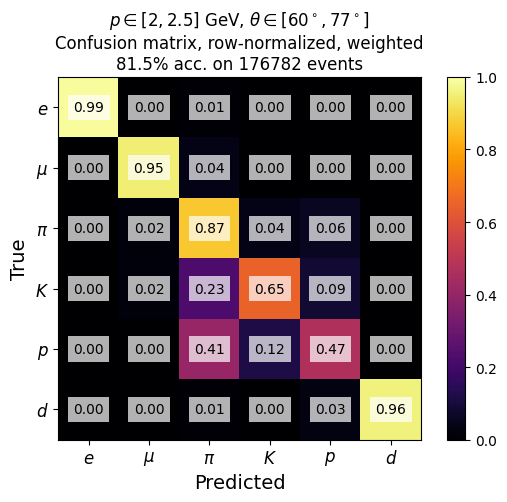 p ∈ [2, 2.5] GeV, θ ∈ [60°, 77°]
Confusion matrix, row-normalized, weighted
81.5% acc. on 176782 events
e 0.99 0.00 0.01 0.00 0.00 0.00
μ 0.00 0.95 0.04 0.00 0.00 0.00
π 0.00 0.02 0.87 0.04 0.06 0.00
K 0.00 0.02 0.23 0.65 0.09 0.00
p 0.00 0.00 0.41 0.12 0.47 0.00
d 0.00 0.00 0.01 0.00 0.03 0.96
e μ π K p d
Predicted
True
1.0
0.8
0.6
0.4
0.2
0.0